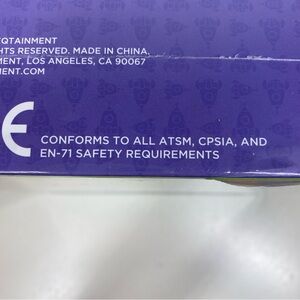 QTAINMENT
HTS RESERVED. MADE IN CHINA,
MENT, LOS ANGELES, CA 90067
MENT.COM
CE
CONFORMS TO ALL ATSM, CPSIA, AND
EN-71 SAFETY REQUIREMENTS